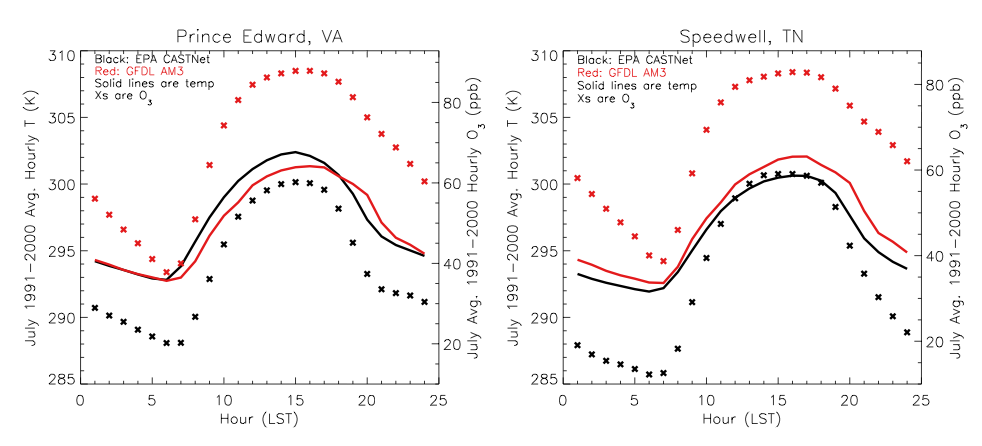 Prince Edward, VA
310
305
300
295
290
285
July 1991-2000 Avg. Hourly T (K)
Black: EPA CASTNet
Red: GFDL AM3
Solid lines are temp
Xs are O3
80
60
40
20
July Avg. 1991-2000 Hourly O3 (ppb)
0 5 10 15 20 25
Hour (LST)
Speedwell, TN
310
305
300
295
290
285
July 1991-2000 Avg. Hourly T (K)
Black: EPA CASTNet
Red: GFDL AM3
Solid lines are temp
Xs are O3
80
60
40
20
July Avg. 1991-2000 Hourly O3 (ppb)
0 5 10 15 20 25
Hour (LST)